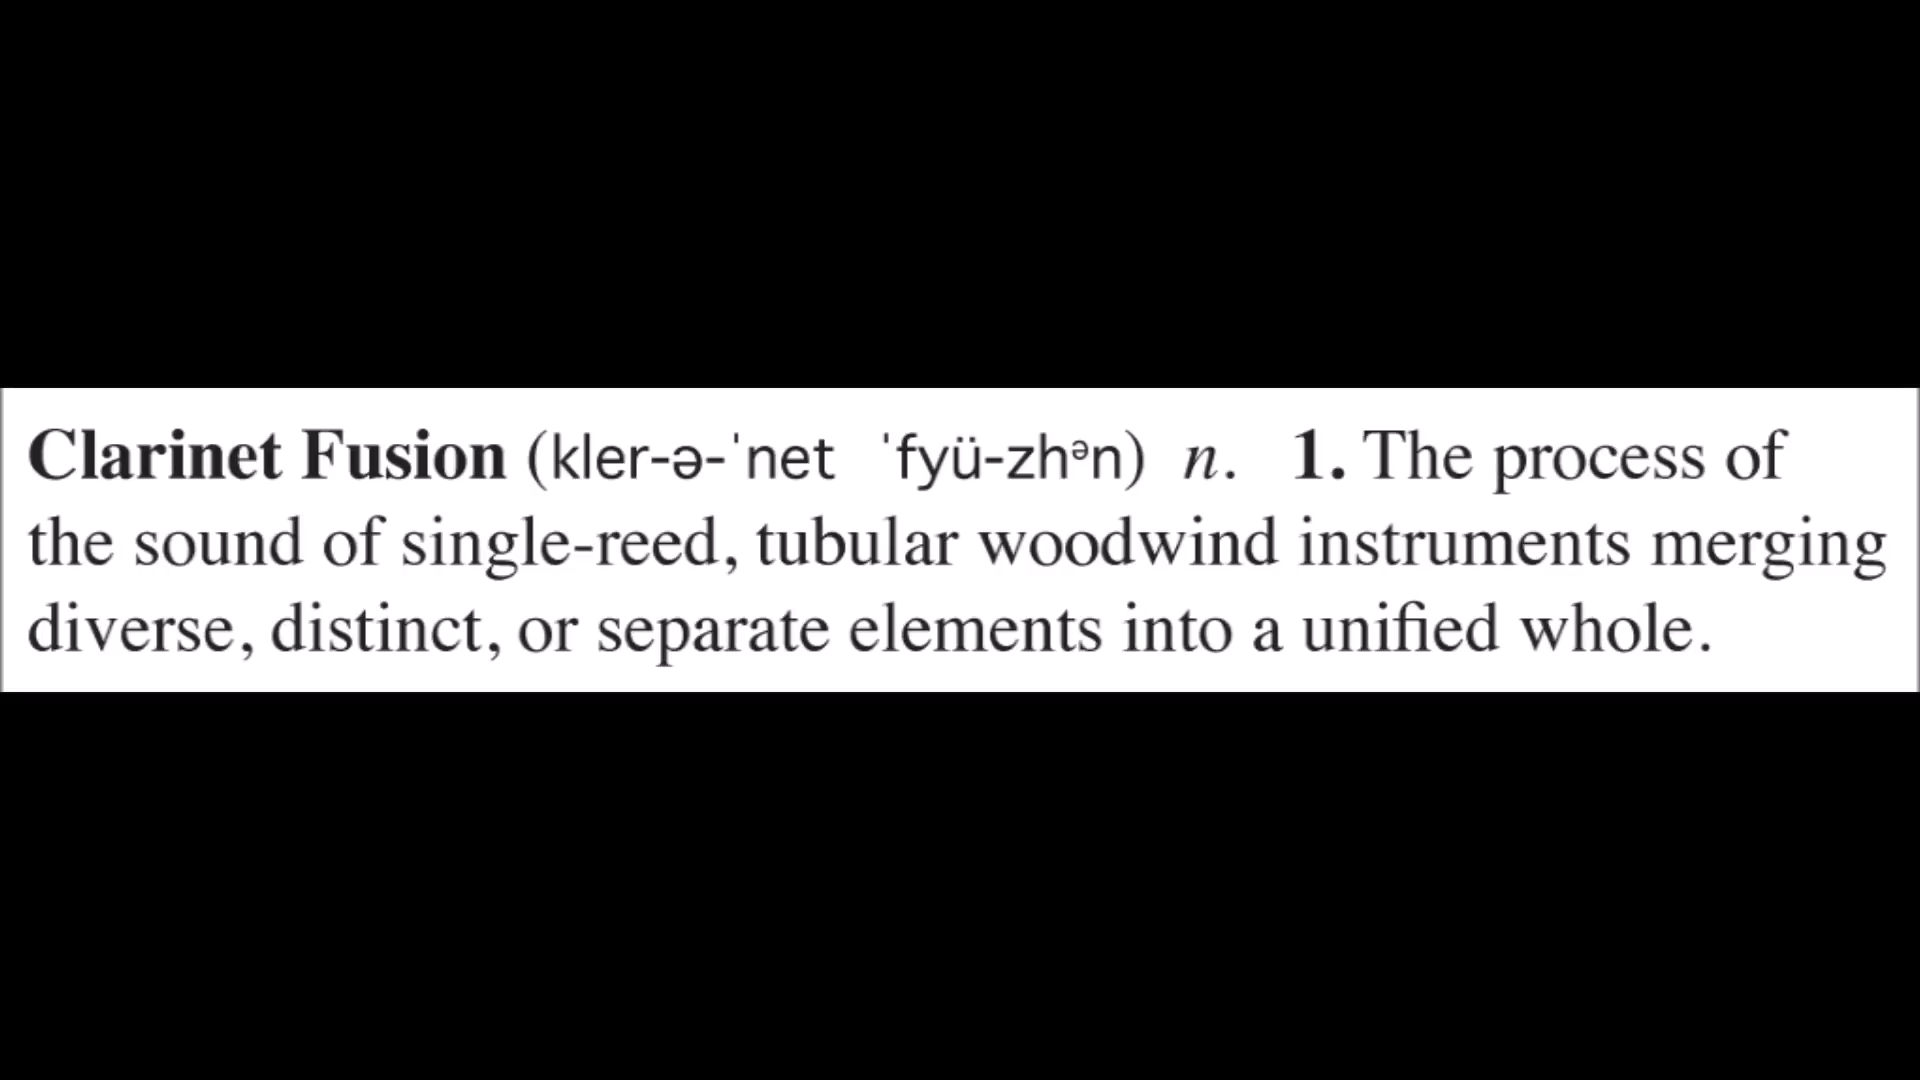 Clarinet Fusion (kler-ə-ˈnet ˈfyü-zhᵊn) n. 1. The process of
the sound of single-reed, tubular woodwind instruments merging
diverse, distinct, or separate elements into a unified whole.